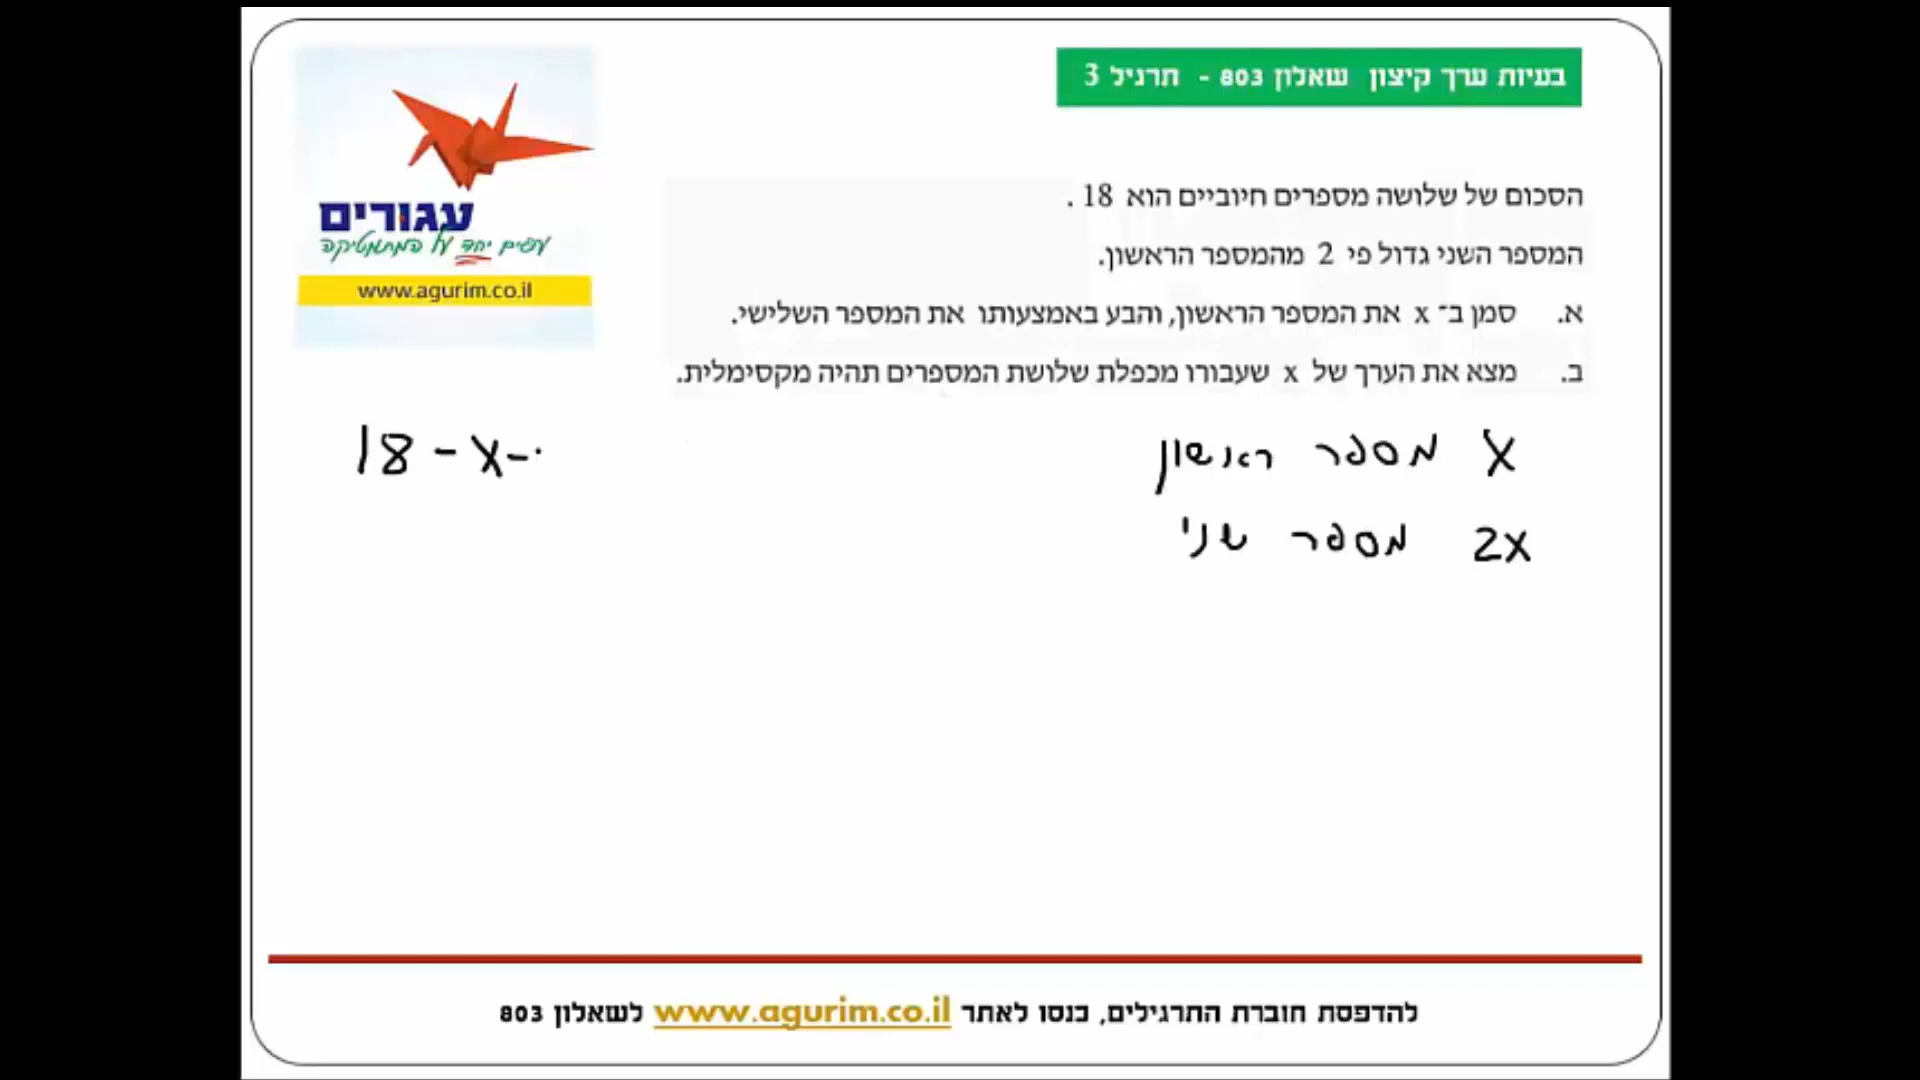 בעיות ערך קיצון שאלון 803 - תרגיל 3
עגורים
עושים יחד על המתמטיקה
www.agurim.co.il
הסכום של שלושה מספרים חיוביים הוא 18 .
המספר השני גדול פי 2 מהמספר הראשון.
א. סמן ב־ x את המספר הראשון, והבע באמצעותו את המספר השלישי.
ב. מצא את הערך של x שעבורו מכפלת שלושת המספרים תהיה מקסימלית.
x מספר ראשון
18 - x -
2x מספר שני
להדפסת חוברת התרגילים, כנסו לאתר www.agurim.co.il לשאלון 803